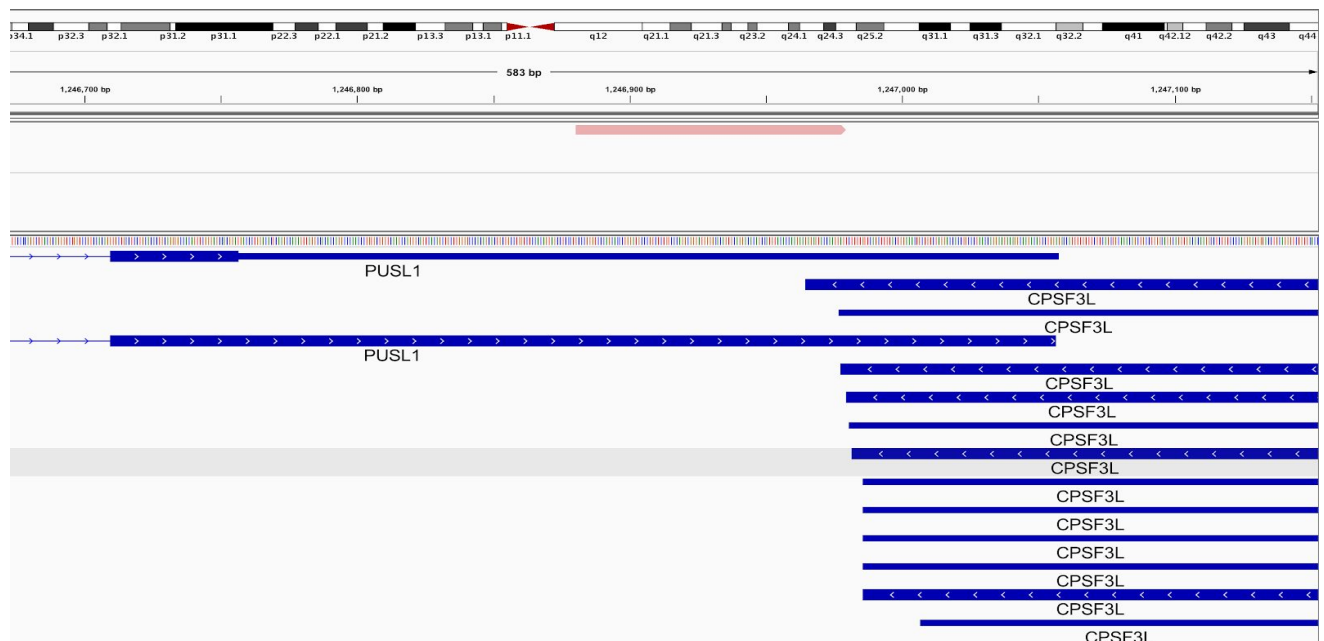 p34.1 p32.3 p32.1 p31.2 p31.1 p22.3 p22.1 p21.2 p13.3 p13.1 p11.1 q12 q21.1 q21.3 q23.2 q24.1 q24.3 q25.2 q31.1 q31.3 q32.1 q32.2 q41 q42.12 q42.2 q43 q44
583 bp
1,246,700 bp 1,246,800 bp 1,246,900 bp 1,247,000 bp 1,247,100 bp
PUSL1
CPSF3L
CPSF3L
PUSL1
CPSF3L
CPSF3L
CPSF3L
CPSF3L
CPSF3L
CPSF3L
CPSF3L
CPSF3L
CPSF3L
CPSF3L